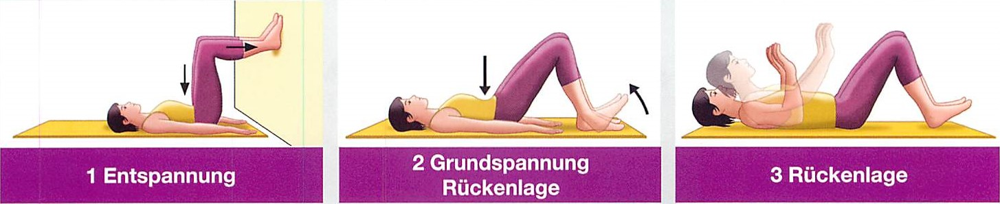 1 Entspannung
2 Grundspannung
Rückenlage
3 Rückenlage